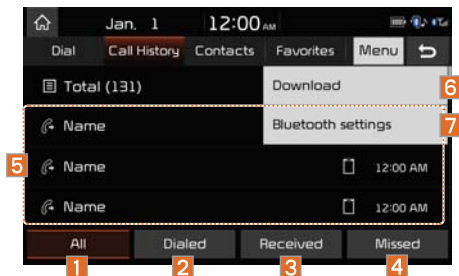 Jan. 1 12:00 AM
Dial Call History Contacts Favorites Menu
Total (131) Download 6
Name Bluetooth settings 7
5 Name 12:00 AM
Name 12:00 AM
All Dialed Received Missed
1 2 3 4